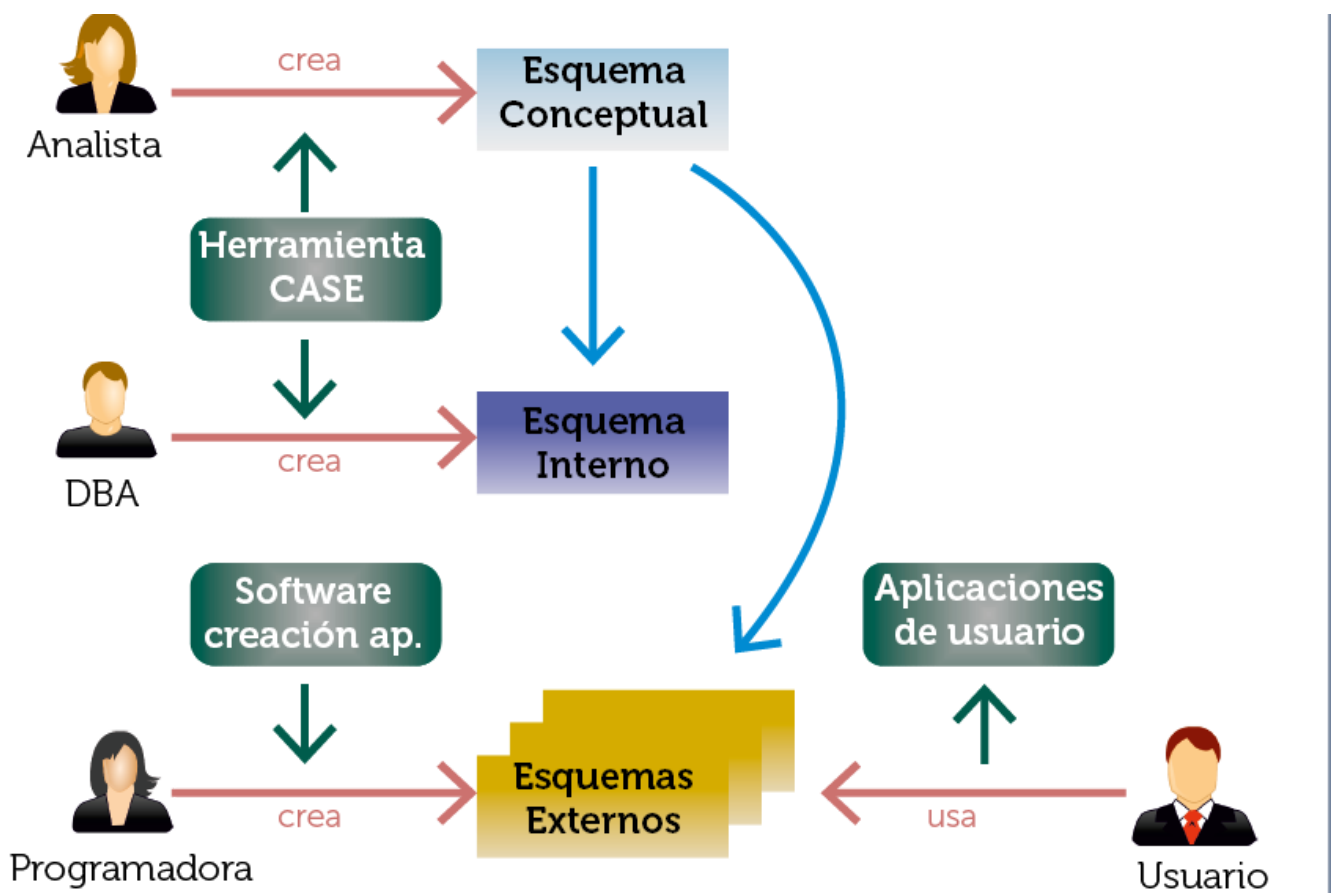 crea
Esquema
Conceptual
Analista
Herramienta
CASE
Esquema
Interno
crea
DBA
Software
creación ap.
Aplicaciones
de usuario
Esquemas
Externos
crea
usa
Programadora
Usuario